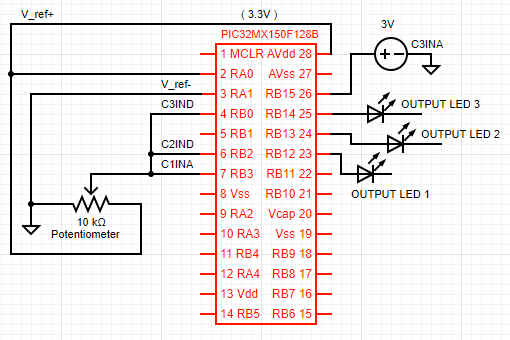 V_ref+
( 3.3V )
3V
PIC32MX150F128B
C3INA
1 MCLR AVdd 28
2 RA0 AVss 27
V_ref-
3 RA1 RB15 26
C3IND
4 RB0 RB14 25
OUTPUT LED 3
5 RB1 RB13 24
OUTPUT LED 2
C2IND
6 RB2 RB12 23
C1INA
7 RB3 RB11 22
OUTPUT LED 1
8 Vss RB10 21
9 RA2 Vcap 20
10 kΩ
Potentiometer
10 RA3 Vss 19
11 RB4 RB9 18
12 RA4 RB8 17
13 Vdd RB7 16
14 RB5 RB6 15